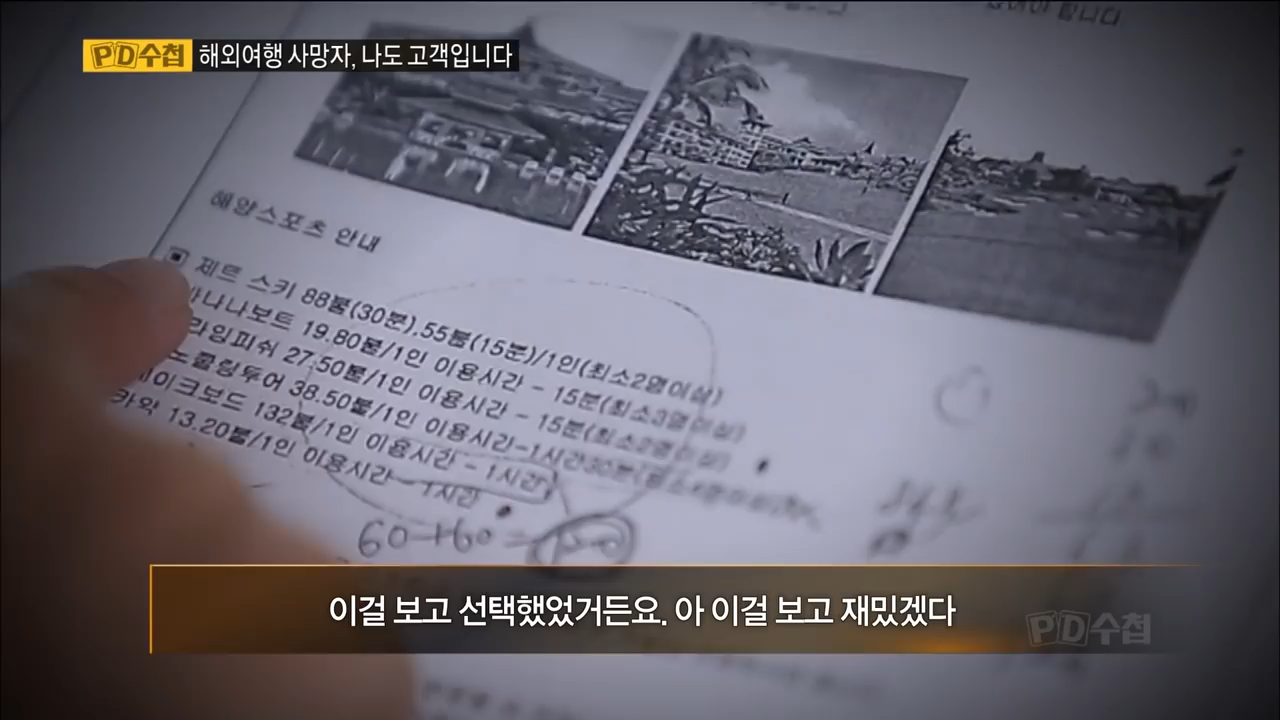 PD수첩 해외여행 사망자, 나도 고객입니다
해양스포츠 안내
▣ 제트 스키 88불(30분),55불(15분)/1인(최소2명이상)
바나나보트 19.80불/1인 이용시간 - 15분(최소3명이상)
라잉피쉬 27.50불/1인 이용시간 - 15분(최소2명이상)
노쿨링투어 38.50불/1인 이용시간-1시간30분
웨이크보드 132불/1인 이용시간 - 1시간
카약 13.20불/1인 이용시간 - 1시간
60+60=
이걸 보고 선택했었거든요. 아 이걸 보고 재밌겠다
PD수첩